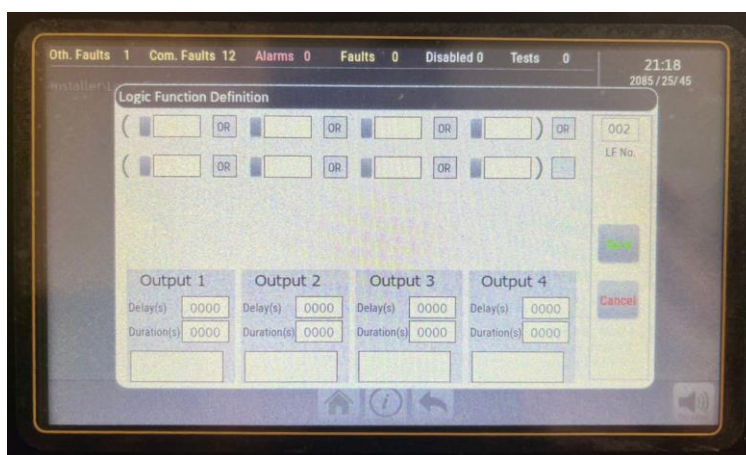 Oth. Faults 1 Com. Faults 12 Alarms 0 Faults 0 Disabled 0 Tests 0
21:18
2085/25/45
Logic Function Definition
( OR OR OR ) OR
002
LF No.
( OR OR OR )
Output 1 Output 2 Output 3 Output 4
Delay(s) 0000 Delay(s) 0000 Delay(s) 0000 Delay(s) 0000
Cancel
Duration(s) 0000 Duration(s) 0000 Duration(s) 0000 Duration(s) 0000
i